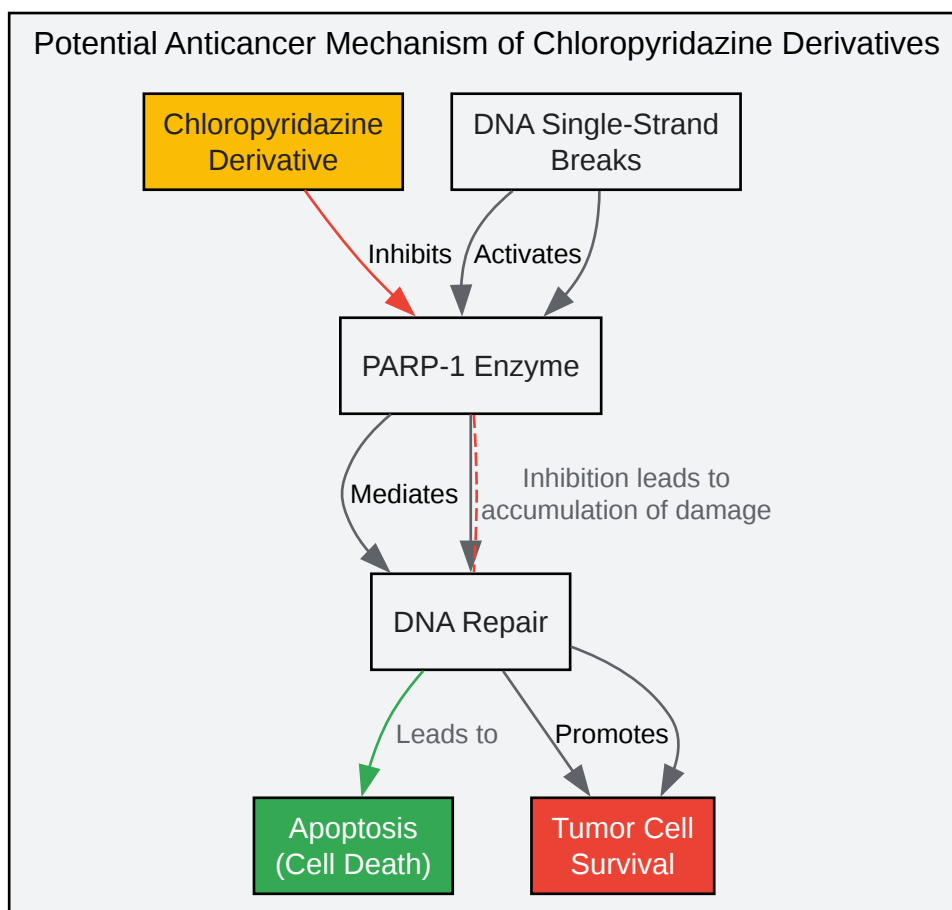 Potential Anticancer Mechanism of Chloropyridazine Derivatives
Chloropyridazine
Derivative
DNA Single-Strand
Breaks
Inhibits
Activates
PARP-1 Enzyme
Mediates
Inhibition leads to
accumulation of damage
DNA Repair
Leads to
Promotes
Apoptosis
(Cell Death)
Tumor Cell
Survival